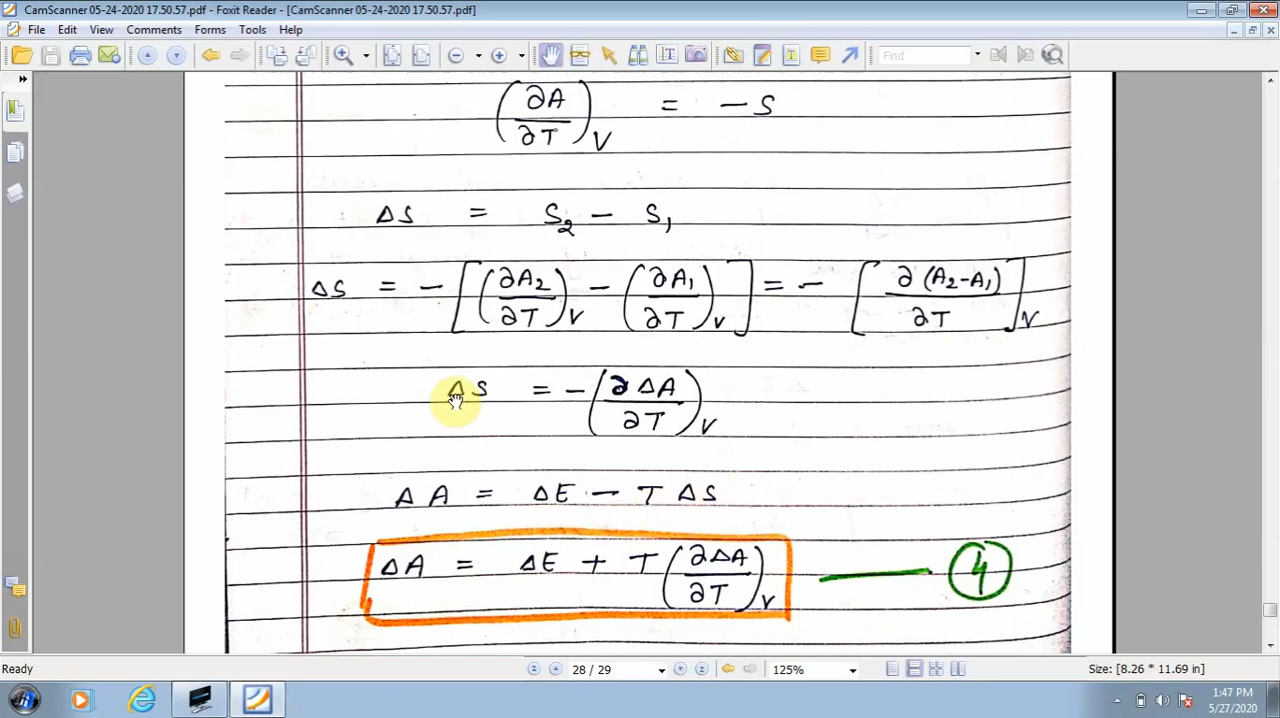 CamScanner 05-24-2020 17.50.57.pdf - Foxit Reader - [CamScanner 05-24-2020 17.50.57.pdf]
File Edit View Comments Forms Tools Help
Find
(∂A/∂T)_V = -S
ΔS = S₂ - S₁
ΔS = -[(∂A₂/∂T)_V - (∂A₁/∂T)_V] = -[∂(A₂-A₁)/∂T]_V
ΔS = -(∂ΔA/∂T)_V
ΔA = ΔE - TΔS
ΔA = ΔE + T(∂ΔA/∂T)_V — 4
Ready 28 / 29 125% Size: [8.26 * 11.69 in]
1:47 PM
5/27/2020